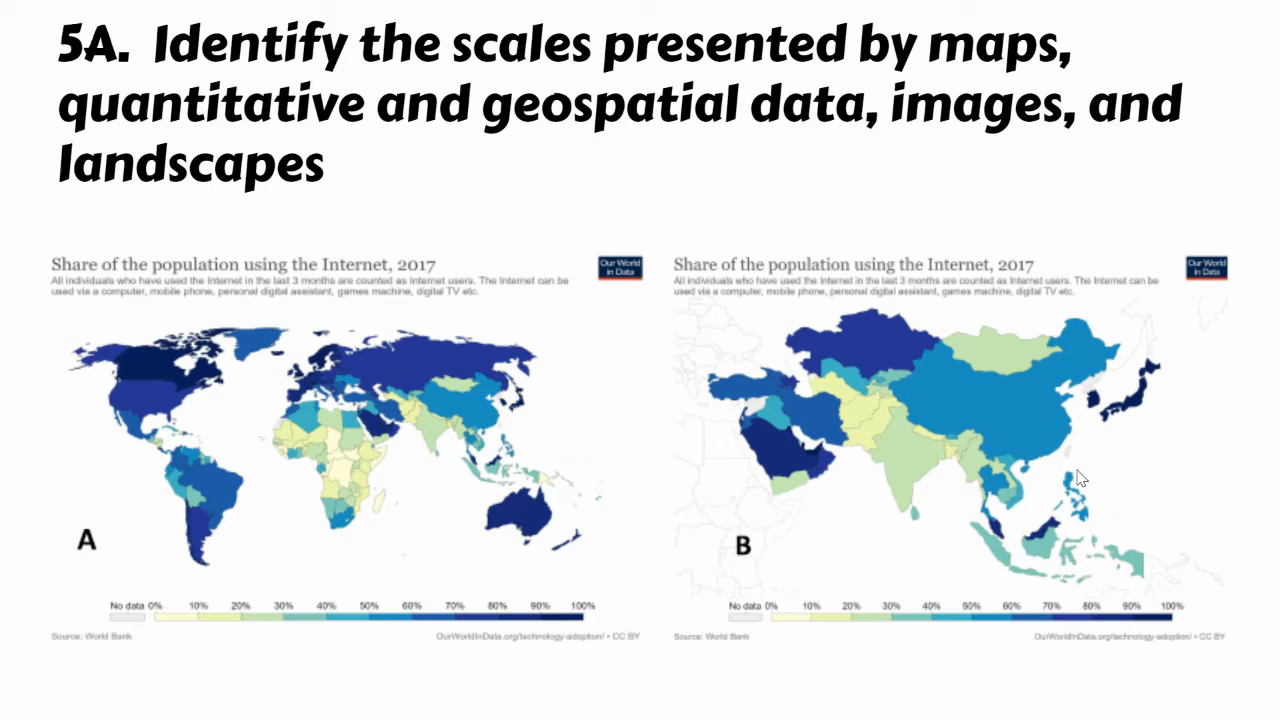 5A. Identify the scales presented by maps,
quantitative and geospatial data, images, and
landscapes
Share of the population using the Internet, 2017
All individuals who have used the Internet in the last 3 months are counted as Internet users. The Internet can be
used via a computer, mobile phone, personal digital assistant, games machine, digital TV etc.
Our World
in Data
A
No data 0% 10% 20% 30% 40% 50% 60% 70% 80% 90% 100%
Source: World Bank
OurWorldInData.org/technology-adoption/ • CC BY
Share of the population using the Internet, 2017
All individuals who have used the Internet in the last 3 months are counted as Internet users. The Internet can be
used via a computer, mobile phone, personal digital assistant, games machine, digital TV etc.
Our World
in Data
B
No data 0% 10% 20% 30% 40% 50% 60% 70% 80% 90% 100%
Source: World Bank
OurWorldInData.org/technology-adoption/ • CC BY